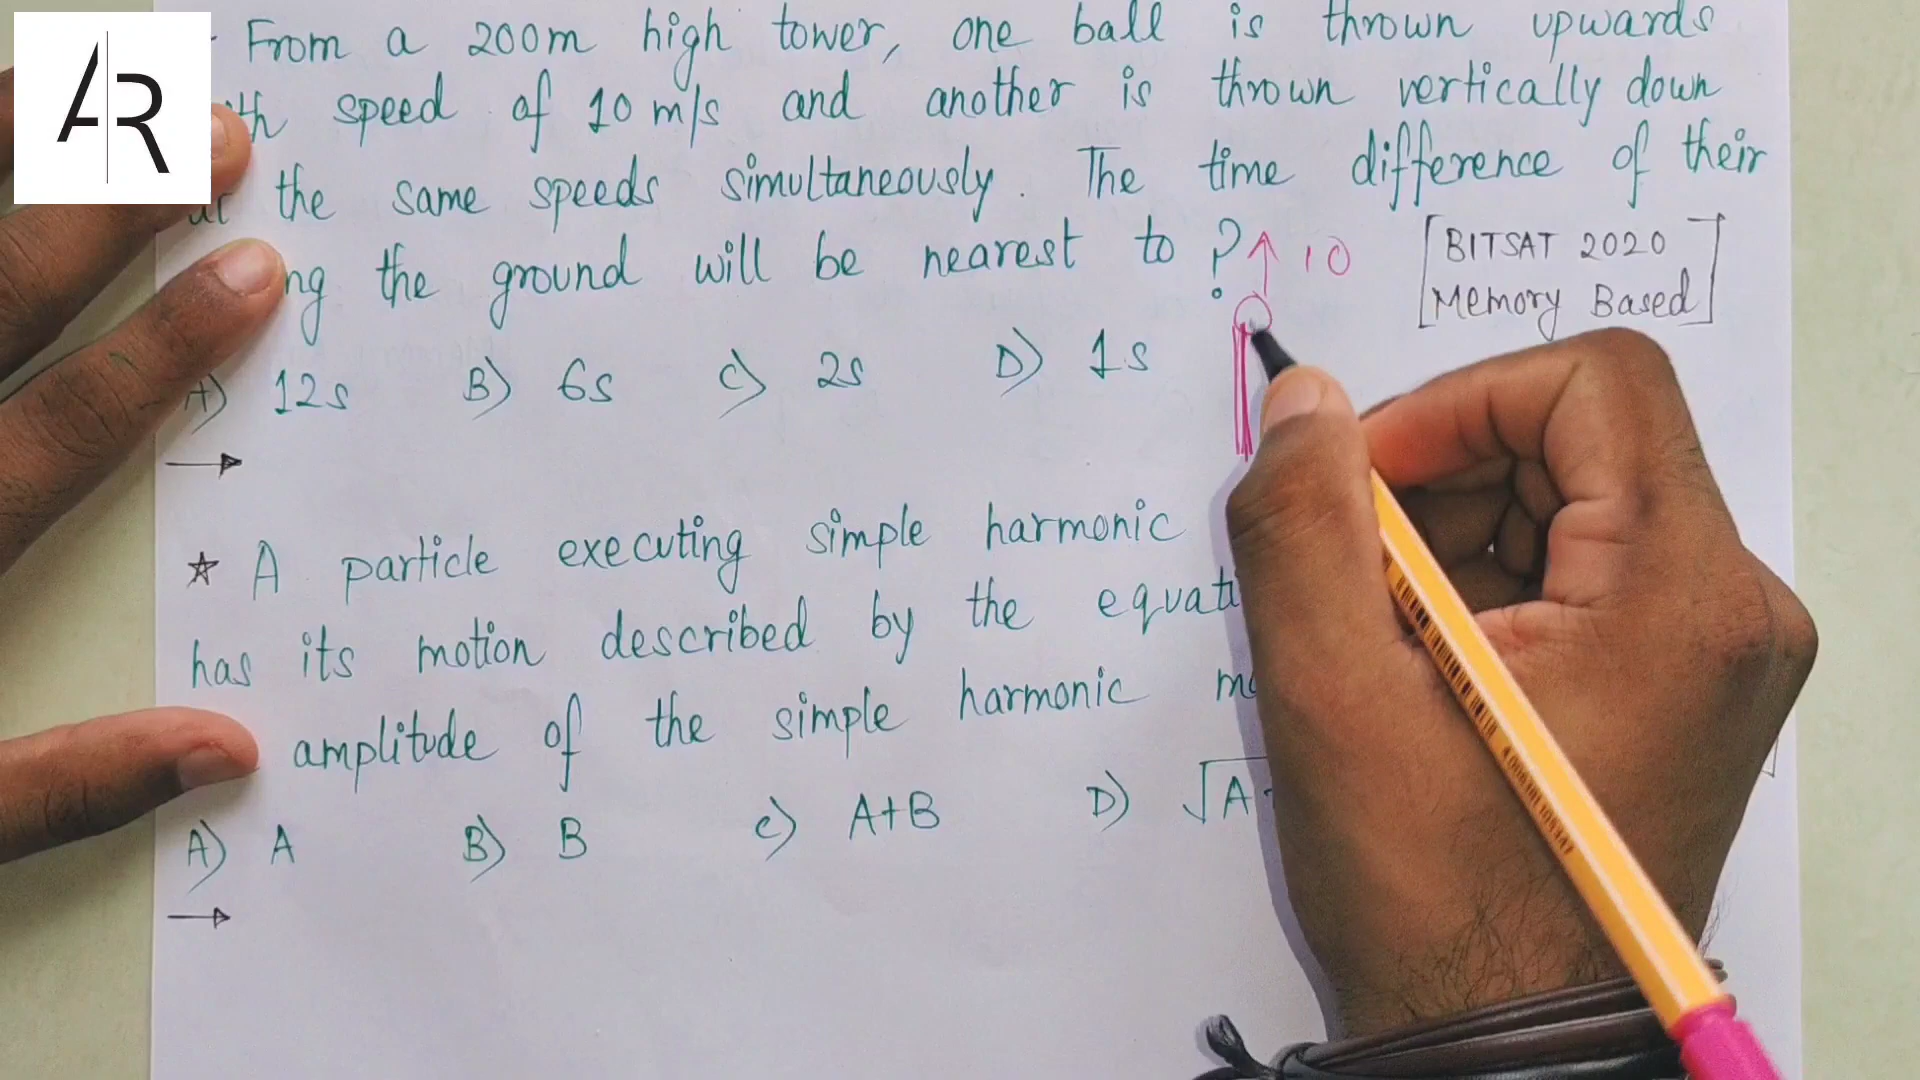 AR
From a 200m high tower, one ball is thrown upwards
speed of 10 m/s and another is thrown vertically down
the same speeds simultaneously. The time difference of their
the ground will be nearest to ?
10
[BITSAT 2020
Memory Based]
A) 12s B) 6s C) 2s D) 1s
→
☆ A particle executing simple harmonic
has its motion described by the
amplitude of the simple harmonic
A) A B) B C) A+B D) √A
→